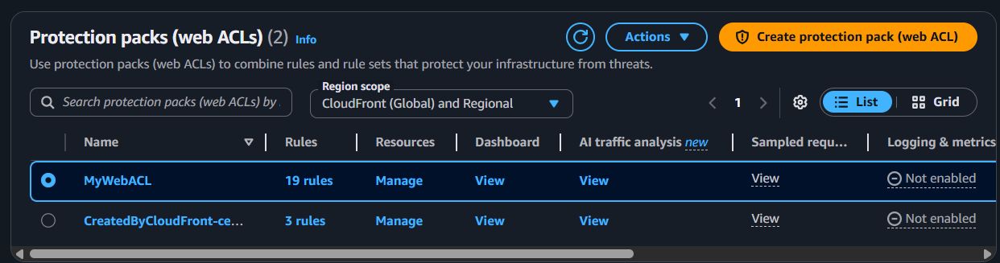 Protection packs (web ACLs) (2) Info
Actions
Create protection pack (web ACL)
Use protection packs (web ACLs) to combine rules and rule sets that protect your infrastructure from threats.
Search protection packs (web ACLs) by
Region scope
CloudFront (Global) and Regional
1
List
Grid
Name Rules Resources Dashboard AI traffic analysis new Sampled requ... Logging & metrics
MyWebACL 19 rules Manage View View View Not enabled
CreatedByCloudFront-ce... 3 rules Manage View View View Not enabled